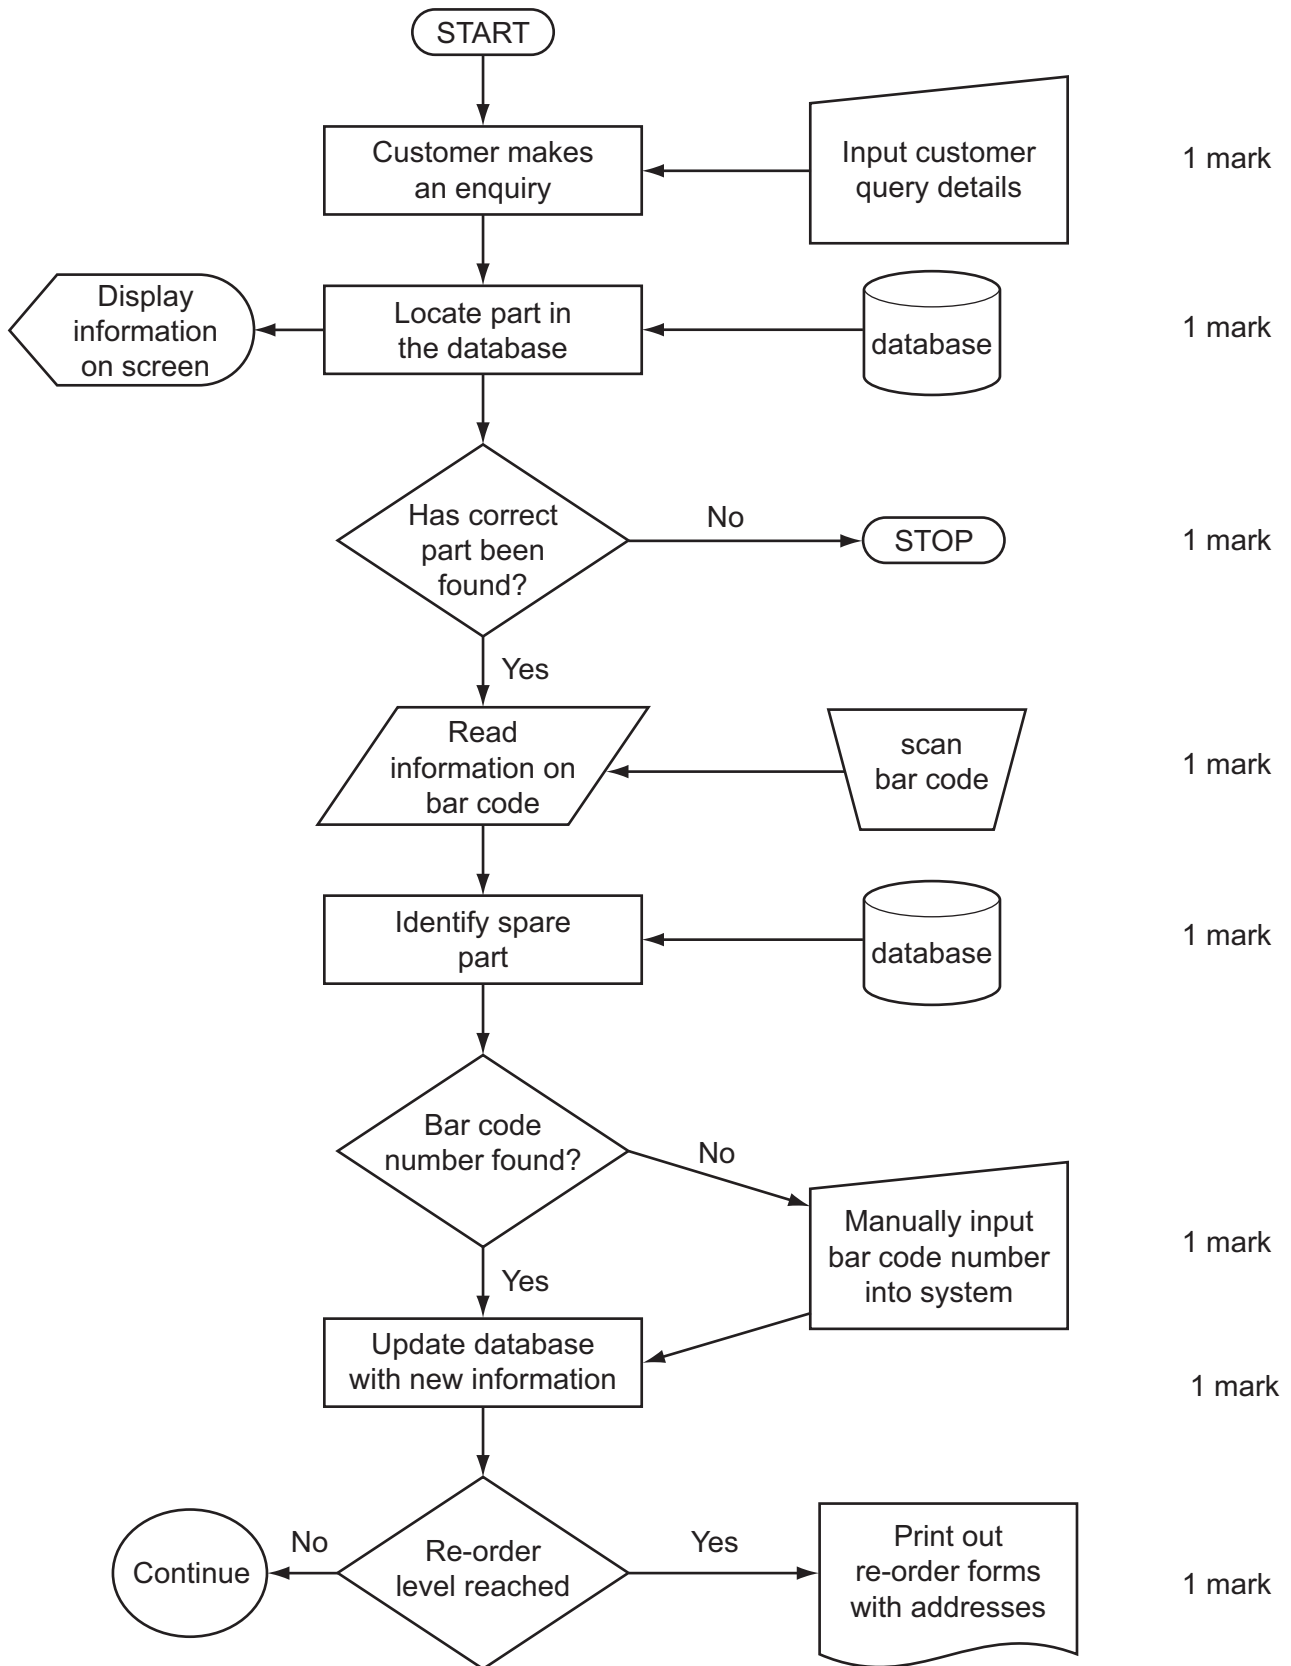 START
Customer makes
an enquiry
Input customer
query details
1 mark
Display
information
on screen
Locate part in
the database
database
1 mark
Has correct
part been
found?
No
STOP
1 mark
Yes
Read
information on
bar code
scan
bar code
1 mark
Identify spare
part
database
1 mark
Bar code
number found?
No
Manually input
bar code number
into system
1 mark
Yes
Update database
with new information
1 mark
Continue
No
Re-order
level reached
Yes
Print out
re-order forms
with addresses
1 mark